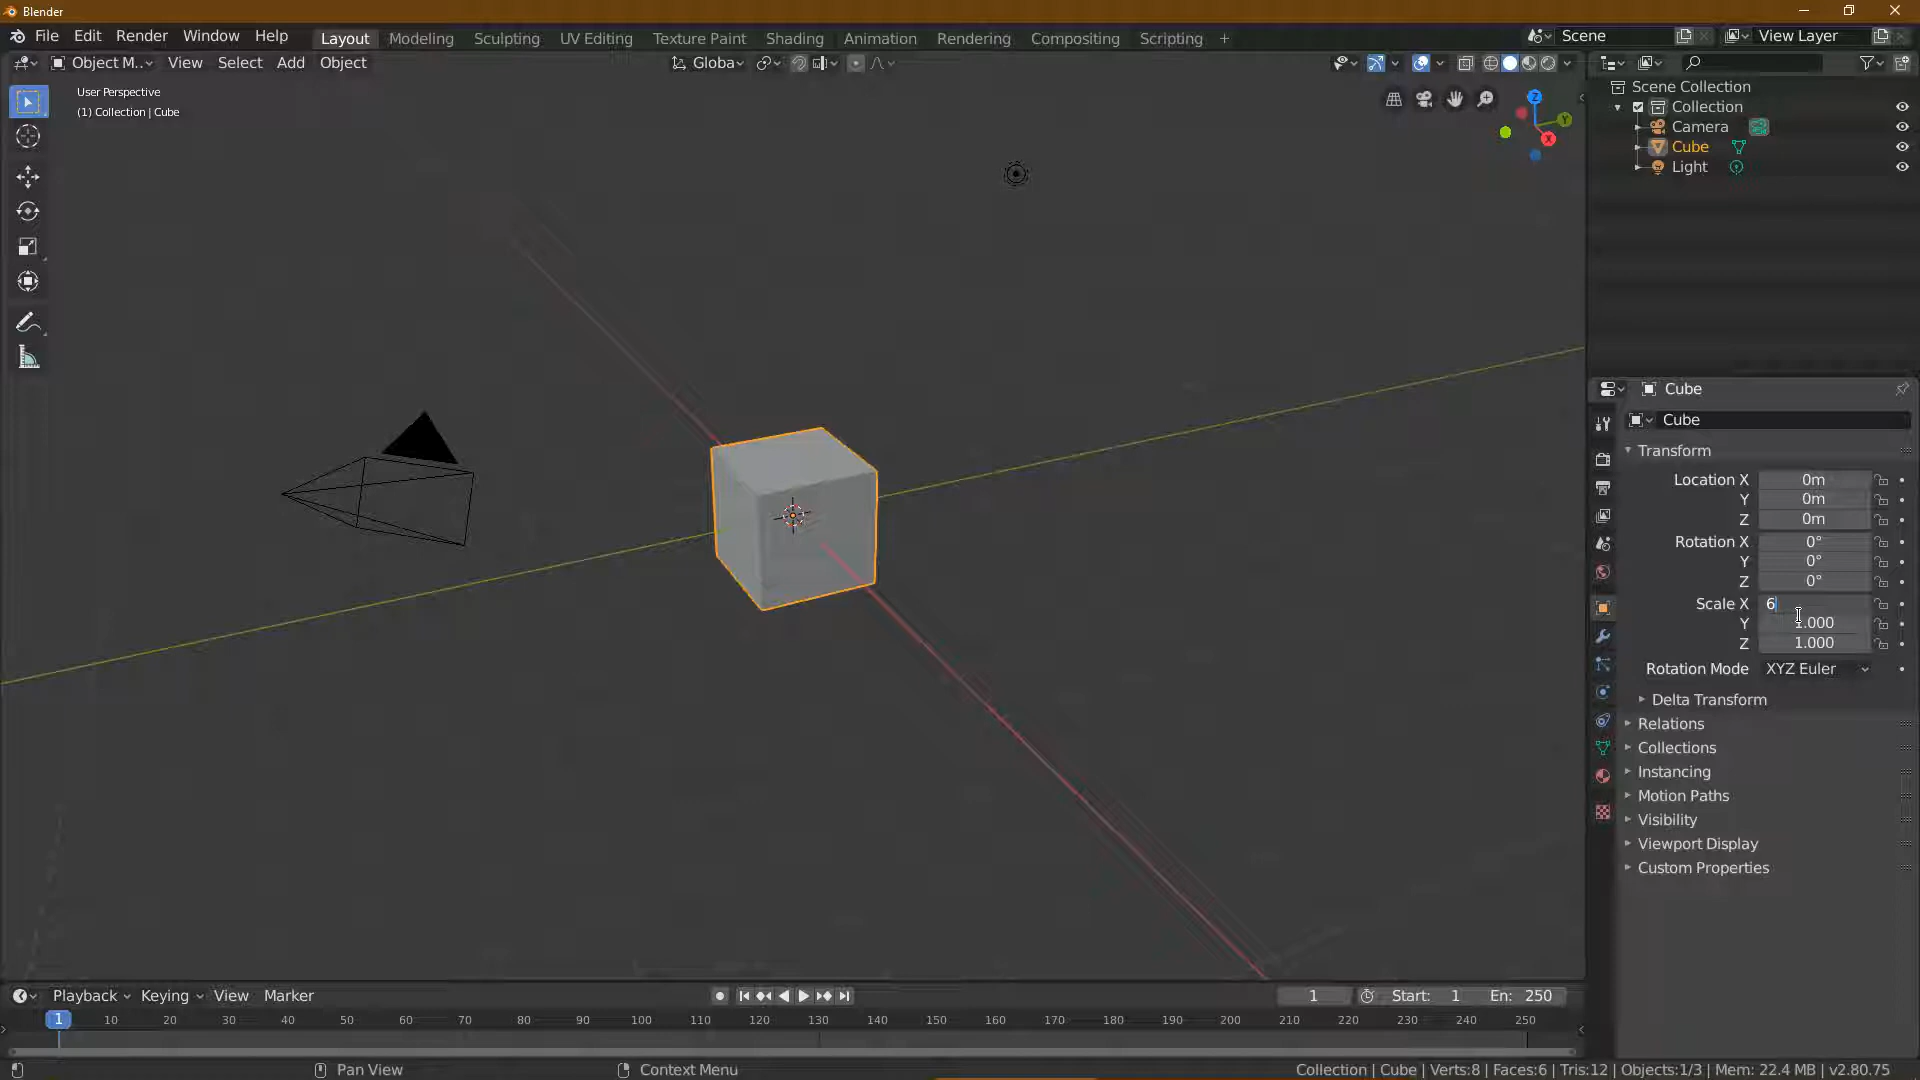 Blender
File Edit Render Window Help Layout Modeling Sculpting UV Editing Texture Paint Shading Animation Rendering Compositing Scripting + Scene View Layer
Object M.. View Select Add Object Globa
User Perspective
(1) Collection | Cube
Z
Y
X
Scene Collection
Collection
Camera
Cube
Light
Cube
Cube
Transform
Location X 0m
Y 0m
Z 0m
Rotation X 0°
Y 0°
Z 0°
Scale X 6
Y 1.000
Z 1.000
Rotation Mode XYZ Euler
Delta Transform
Relations
Collections
Instancing
Motion Paths
Visibility
Viewport Display
Custom Properties
Playback Keying View Marker 1 Start: 1 En: 250
1 10 20 30 40 50 60 70 80 90 100 110 120 130 140 150 160 170 180 190 200 210 220 230 240 250
Pan View Context Menu Collection | Cube | Verts:8 | Faces:6 | Tris:12 | Objects:1/3 | Mem: 22.4 MB | v2.80.75